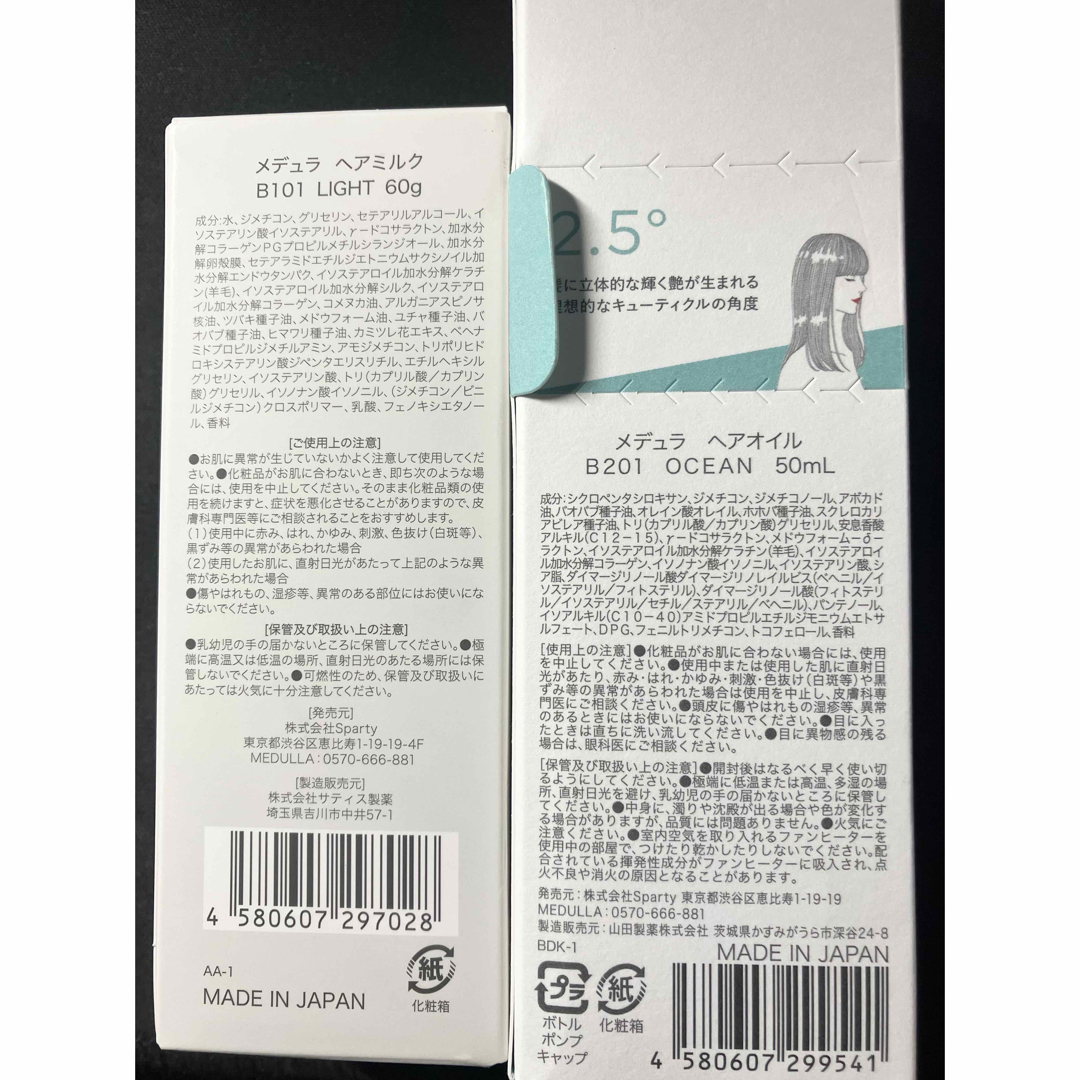 メデュラ ヘアミルク
B101 LIGHT 60g
成分:水、ジメチコン、グリセリン、セテアリルアルコール、イ
ソステアリン酸イソステアリル、γードコサラクトン、加水分
解コラーゲンPGプロピルメチルシランジオール、加水分
解卵殻膜、セテアラミドエチルジエトニウムサクシノイル加
水分解エンドウタンパク、イソステアロイル加水分解ケラチ
ン(羊毛)、イソステアロイル加水分解シルク、イソステアロ
イル加水分解コラーゲン、コメヌカ油、アルガニアスピノサ
核油、ツバキ種子油、メドウフォーム油、ユチャ種子油、バ
オバブ種子油、ヒマワリ種子油、カミツレ花エキス、ベヘナ
ミドプロピルジメチルアミン、アモジメチコン、トリポリヒド
ロキシステアリン酸ジペンタエリスリチル、エチルヘキシル
グリセリン、イソステアリン酸、トリ(カプリル酸/カプリン
酸)グリセリル、イソノナン酸イソノニル、(ジメチコン/ビニ
ルジメチコン)クロスポリマー、乳酸、フェノキシエタノー
ル、香料
[ご使用上の注意]
●お肌に異常が生じていないかよく注意して使用してくだ
さい。●化粧品がお肌に合わないとき、即ち次のような場
合には、使用を中止してください。そのまま化粧品類の使
用を続けますと、症状を悪化させることがありますので、皮
膚科専門医等にご相談されることをおすすめします。
(1)使用中に赤み、はれ、かゆみ、刺激、色抜け(白斑等)、
黒ずみ等の異常があらわれた場合
(2)使用したお肌に、直射日光があたって上記のような異
常があらわれた場合
●傷やはれもの、湿疹等、異常のある部位にはお使いにな
らないでください。
[保管及び取扱い上の注意]
●乳幼児の手の届かないところに保管してください。●極
端に高温又は低温の場所、直射日光のあたる場所には保
管しないでください。●可燃性のため、保管及び取扱いに
あたっては火気に十分注意してください。
[発売元]
株式会社Sparty
東京都渋谷区恵比寿1-19-19-4F
MEDULLA:0570-666-881
[製造販売元]
株式会社サティス製薬
埼玉県吉川市中井57-1
4 580607 297028
AA-1
MADE IN JAPAN
紙
化粧箱
2.5°
髪に立体的な輝く艶が生まれる
理想的なキューティクルの角度
メデュラ ヘアオイル
B201 OCEAN 50mL
成分:シクロペンタシロキサン、ジメチコン、ジメチコノール、アボカド
油、バオバブ種子油、オレイン酸オレイル、ホホバ種子油、スクレロカリ
アビレア種子油、トリ(カプリル酸/カプリン酸)グリセリル、安息香酸
アルキル(C12-15)、γードコサラクトン、メドウフォームーδー
ラクトン、イソステアロイル加水分解ケラチン(羊毛)、イソステアロイ
ル加水分解コラーゲン、イソノナン酸イソノニル、イソステアリン酸、シ
ア脂、ダイマージリノール酸ダイマージリノレイルビス(ベヘニル/イ
ソステアリル/フィトステリル)、ダイマージリノール酸(フィトステリ
ル/イソステアリル/セチル/ステアリル/ベヘニル)、パンテノール、
イソアルキル(C10-40)アミドプロピルエチルジモニウムエトサ
ルフェート、DPG、フェニルトリメチコン、トコフェロール、香料
[使用上の注意]●化粧品がお肌に合わない場合には、使用
を中止してください。●使用中または使用した肌に直射日
光があたり、赤み・はれ・かゆみ・刺激・色抜け(白斑等)や黒
ずみ等の異常があらわれた場合は使用を中止し、皮膚科専
門医にご相談ください。●頭皮に傷やはれもの湿疹等、異常
のあるときにはお使いにならないでください。●目に入っ
たときは直ちに洗い流してください。●目に異物感の残る
場合は、眼科医にご相談ください。
[保管及び取扱い上の注意]●開封後はなるべく早く使い切
るようにしてください。●極端に低温または高温、多湿の場
所、直射日光を避け、乳幼児の手の届かないところに保管し
てください。●中身に、濁りや沈殿が出る場合や色が変化す
る場合がありますが、品質には問題ありません。●火気にご
注意ください。●室内空気を取り入れるファンヒーターを
使用中の部屋で、つけたり乾かしたりしないでください。配
合されている揮発性成分がファンヒーターに吸入され、点
火不良や消火の原因となることがあります。
発売元:株式会社Sparty 東京都渋谷区恵比寿1-19-19
MEDULLA:0570-666-881
製造販売元:山田製薬株式会社 茨城県かすみがうら市深谷24-8
BDK-1
MADE IN JAPAN
プラ
ボトル
ポンプ
キャップ
紙
化粧箱
4 580607 299541